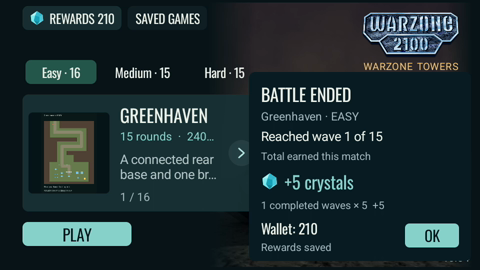 REWARDS 210
SAVED GAMES
WARZONE
2100
WARZONE TOWERS
Easy · 16
Medium · 15
Hard · 15
GREENHAVEN
15 rounds · 240...
A connected rear
base and one br...
1 / 16
PLAY
BATTLE ENDED
Greenhaven · EASY
Reached wave 1 of 15
Total earned this match
+5 crystals
1 completed waves × 5 +5
Wallet: 210
Rewards saved
OK